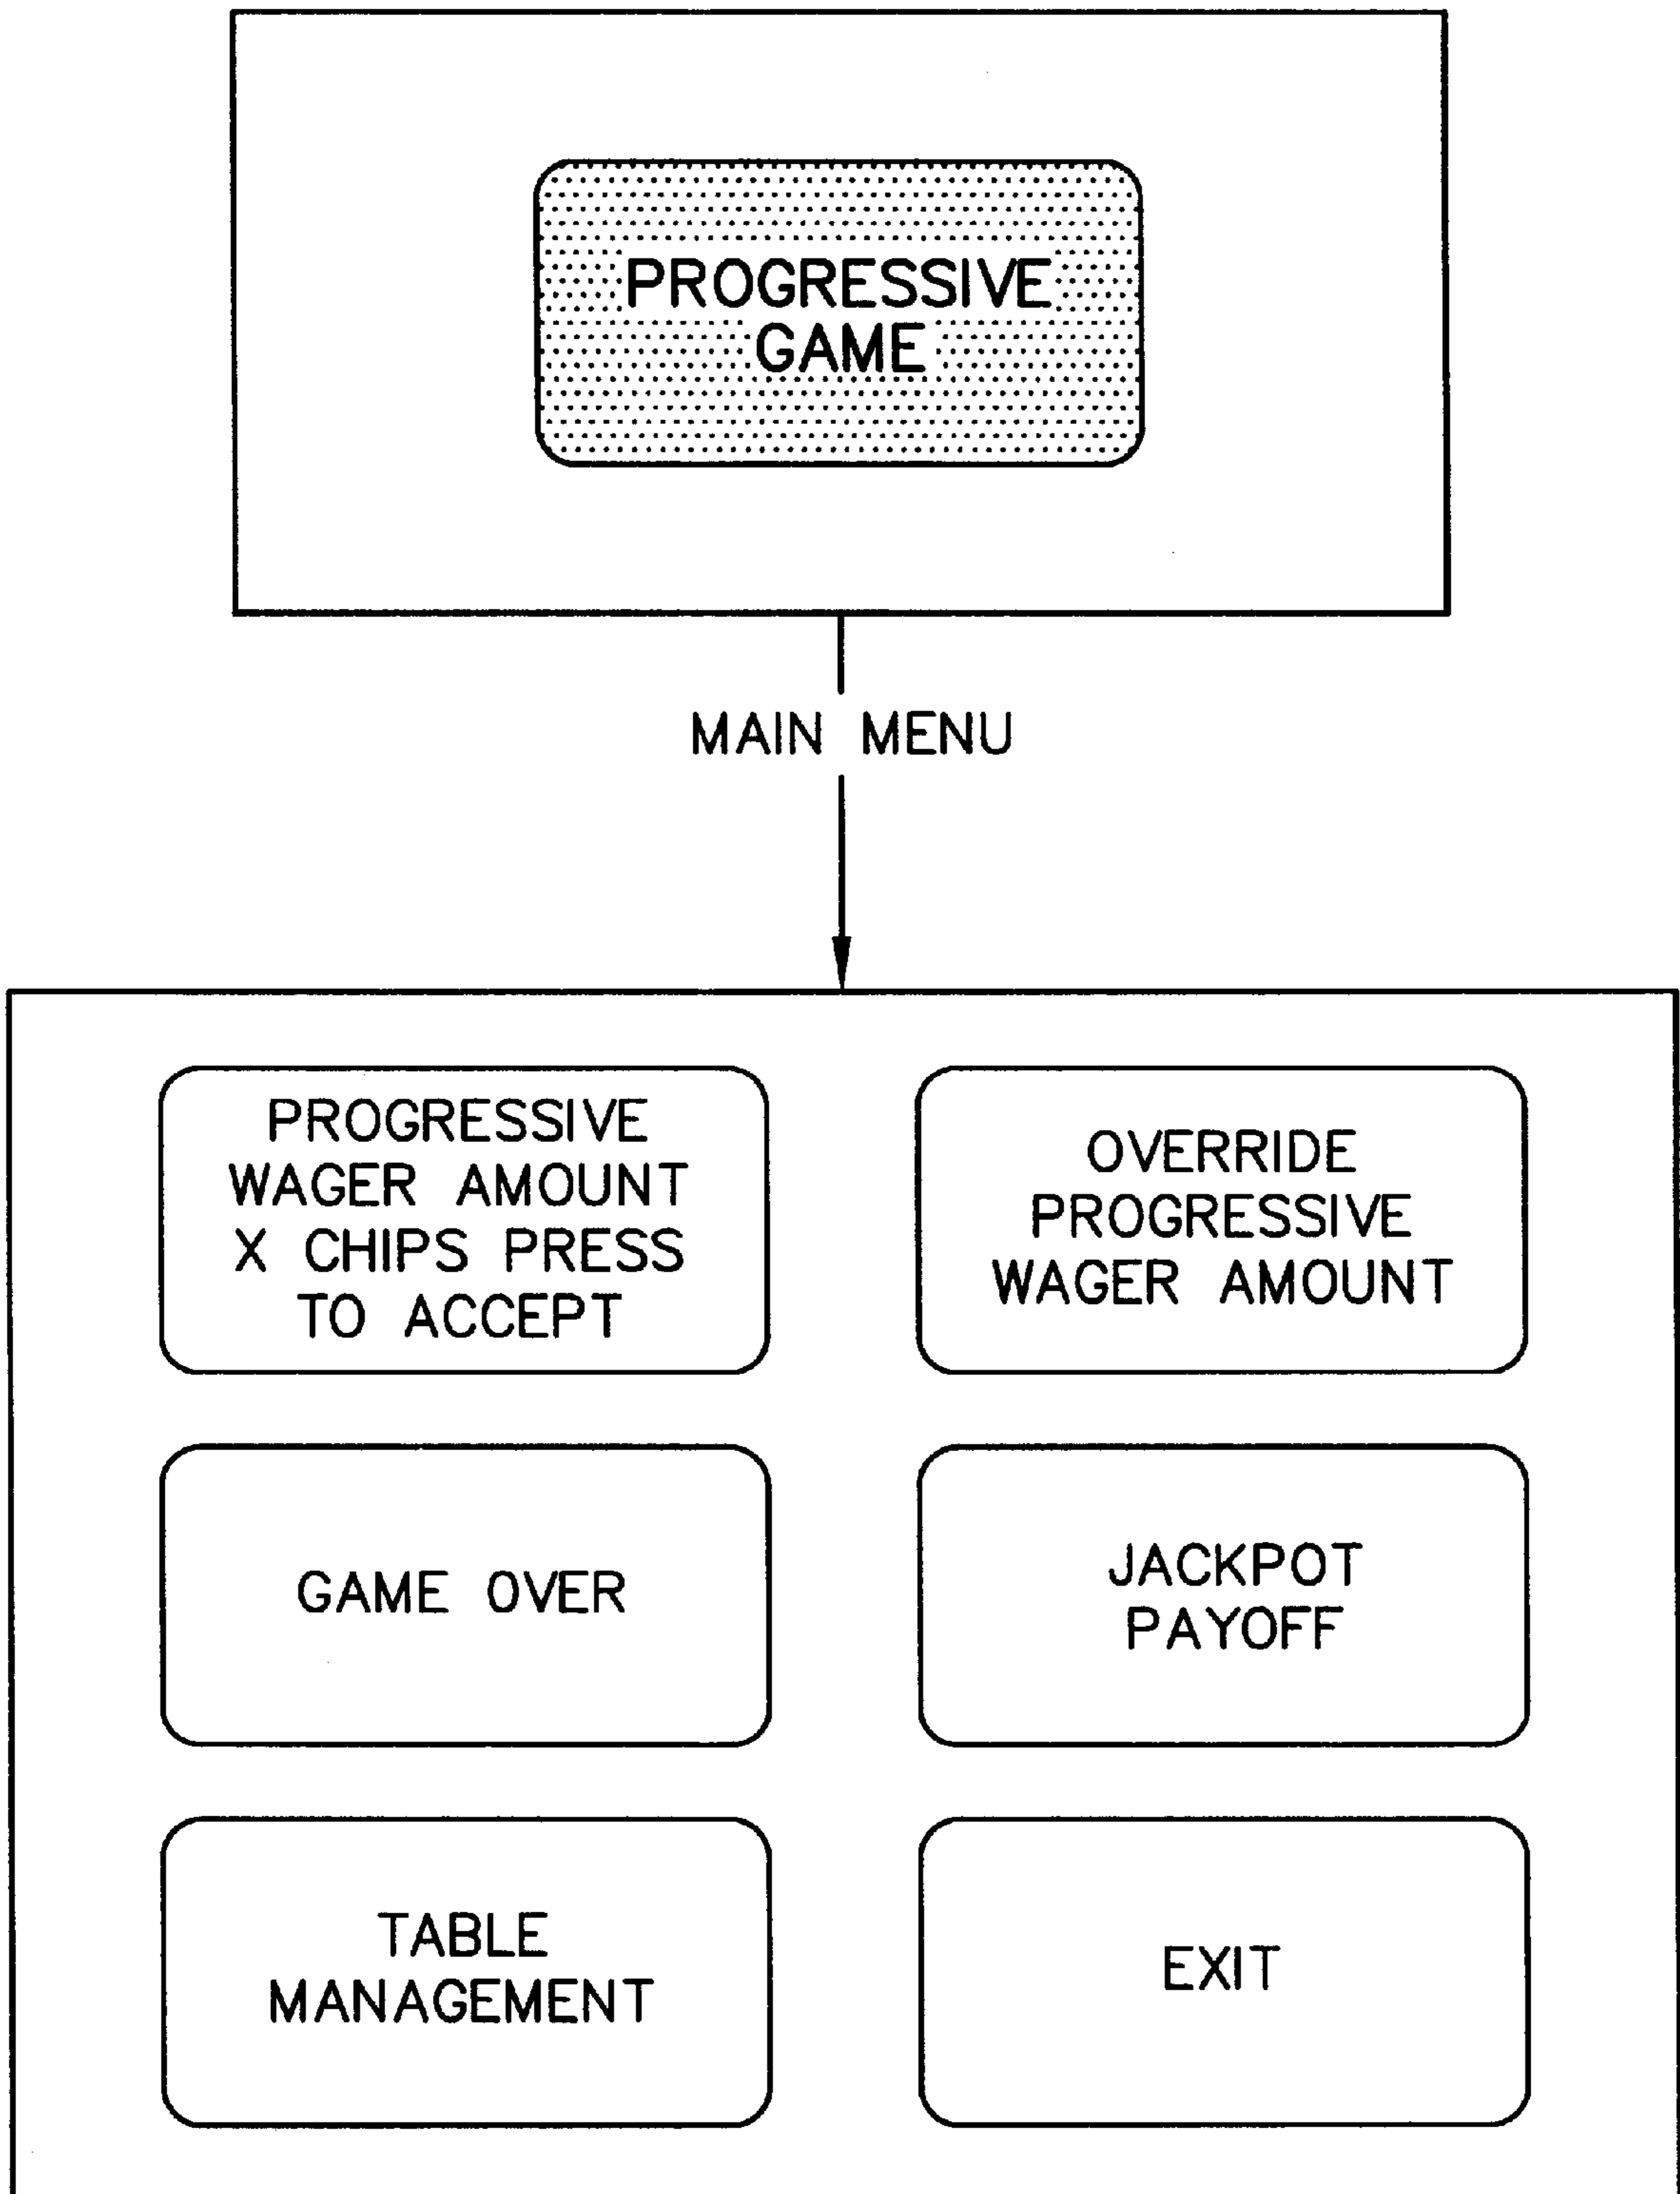 PROGRESSIVE
GAME
MAIN MENU
PROGRESSIVE
WAGER AMOUNT
X CHIPS PRESS
TO ACCEPT
OVERRIDE
PROGRESSIVE
WAGER AMOUNT
GAME OVER
JACKPOT
PAYOFF
TABLE
MANAGEMENT
EXIT